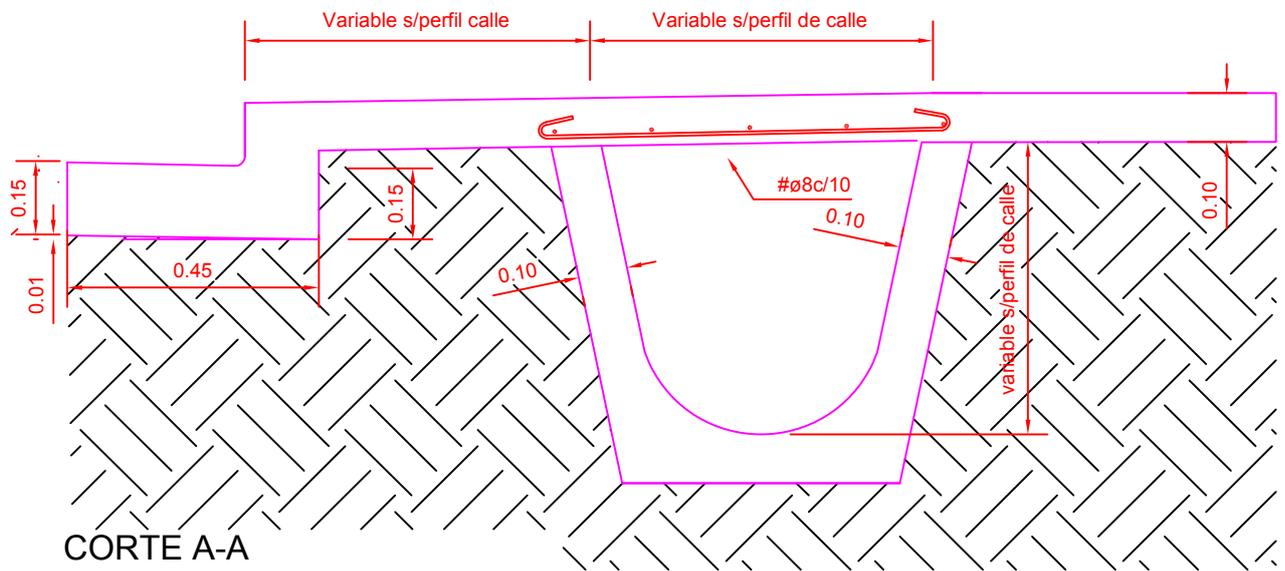 Variable s/perfil calle
Variable s/perfil de calle
0.15
0.01
0.45
0.15
0.10
#ø8c/10
0.10
variable s/perfil de calle
0.10
CORTE A-A